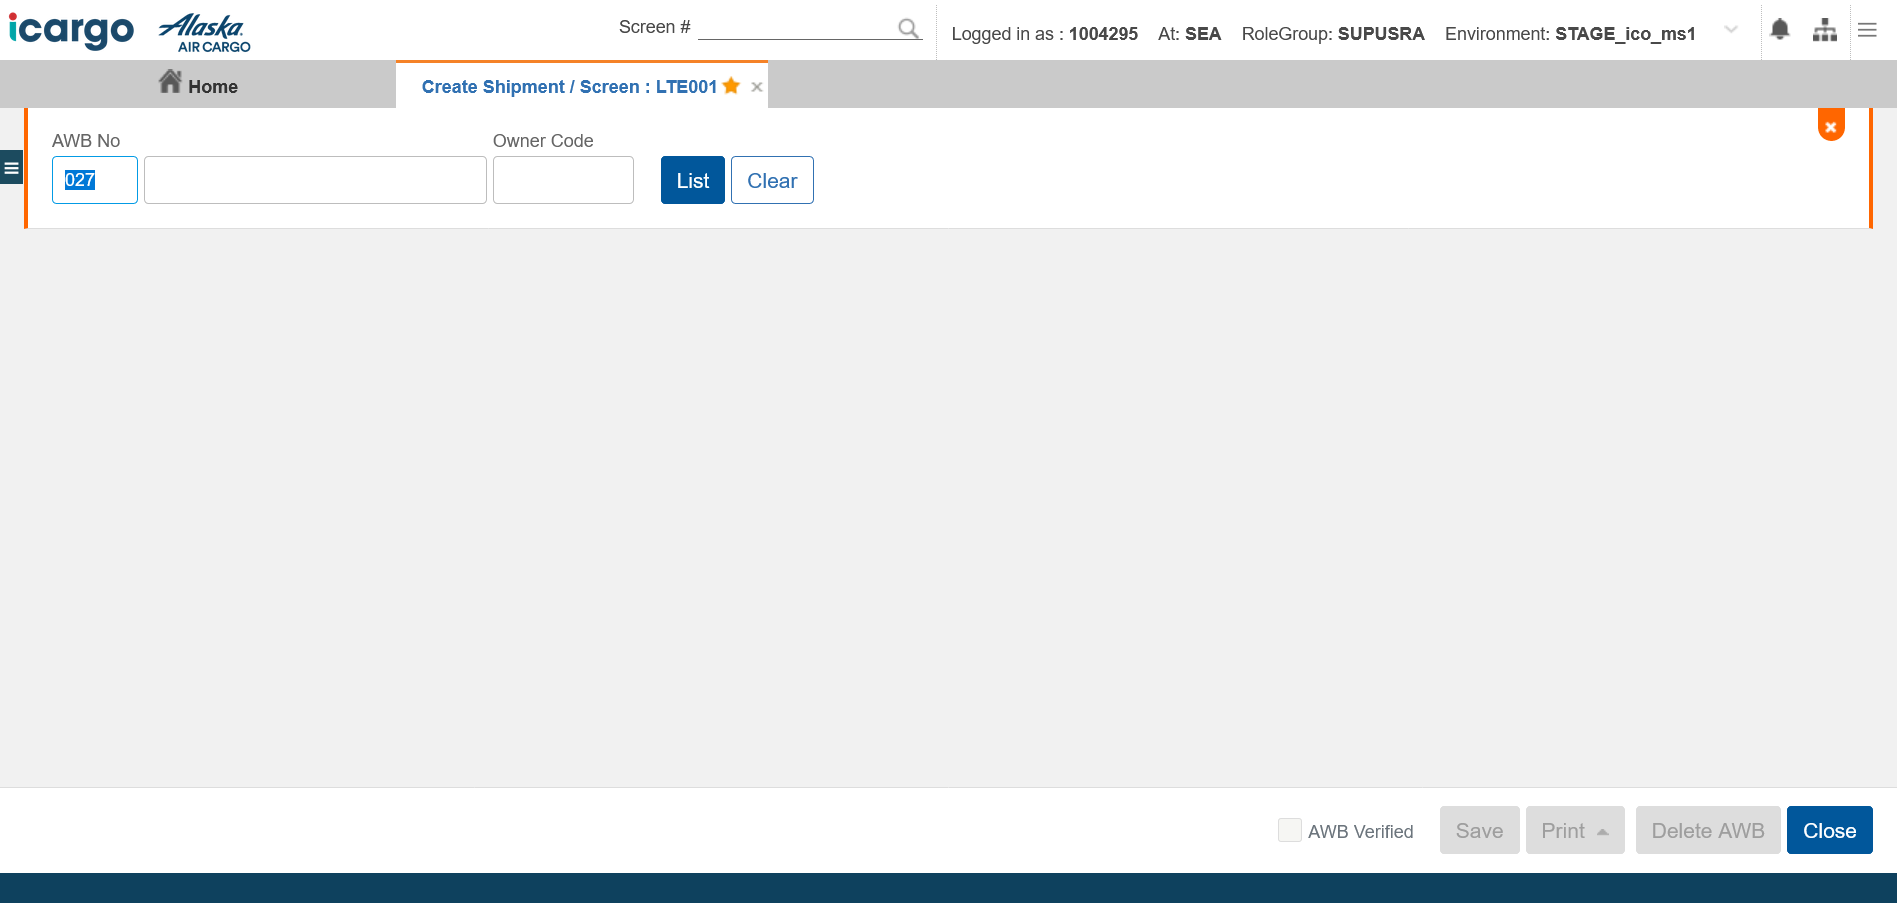 icargo
Alaska
AIR CARGO
Screen #
Logged in as : 1004295 At: SEA RoleGroup: SUPUSRA Environment: STAGE_ico_ms1
Home
Create Shipment / Screen : LTE001
AWB No
Owner Code
027
List
Clear
AWB Verified
Save
Print
Delete AWB
Close